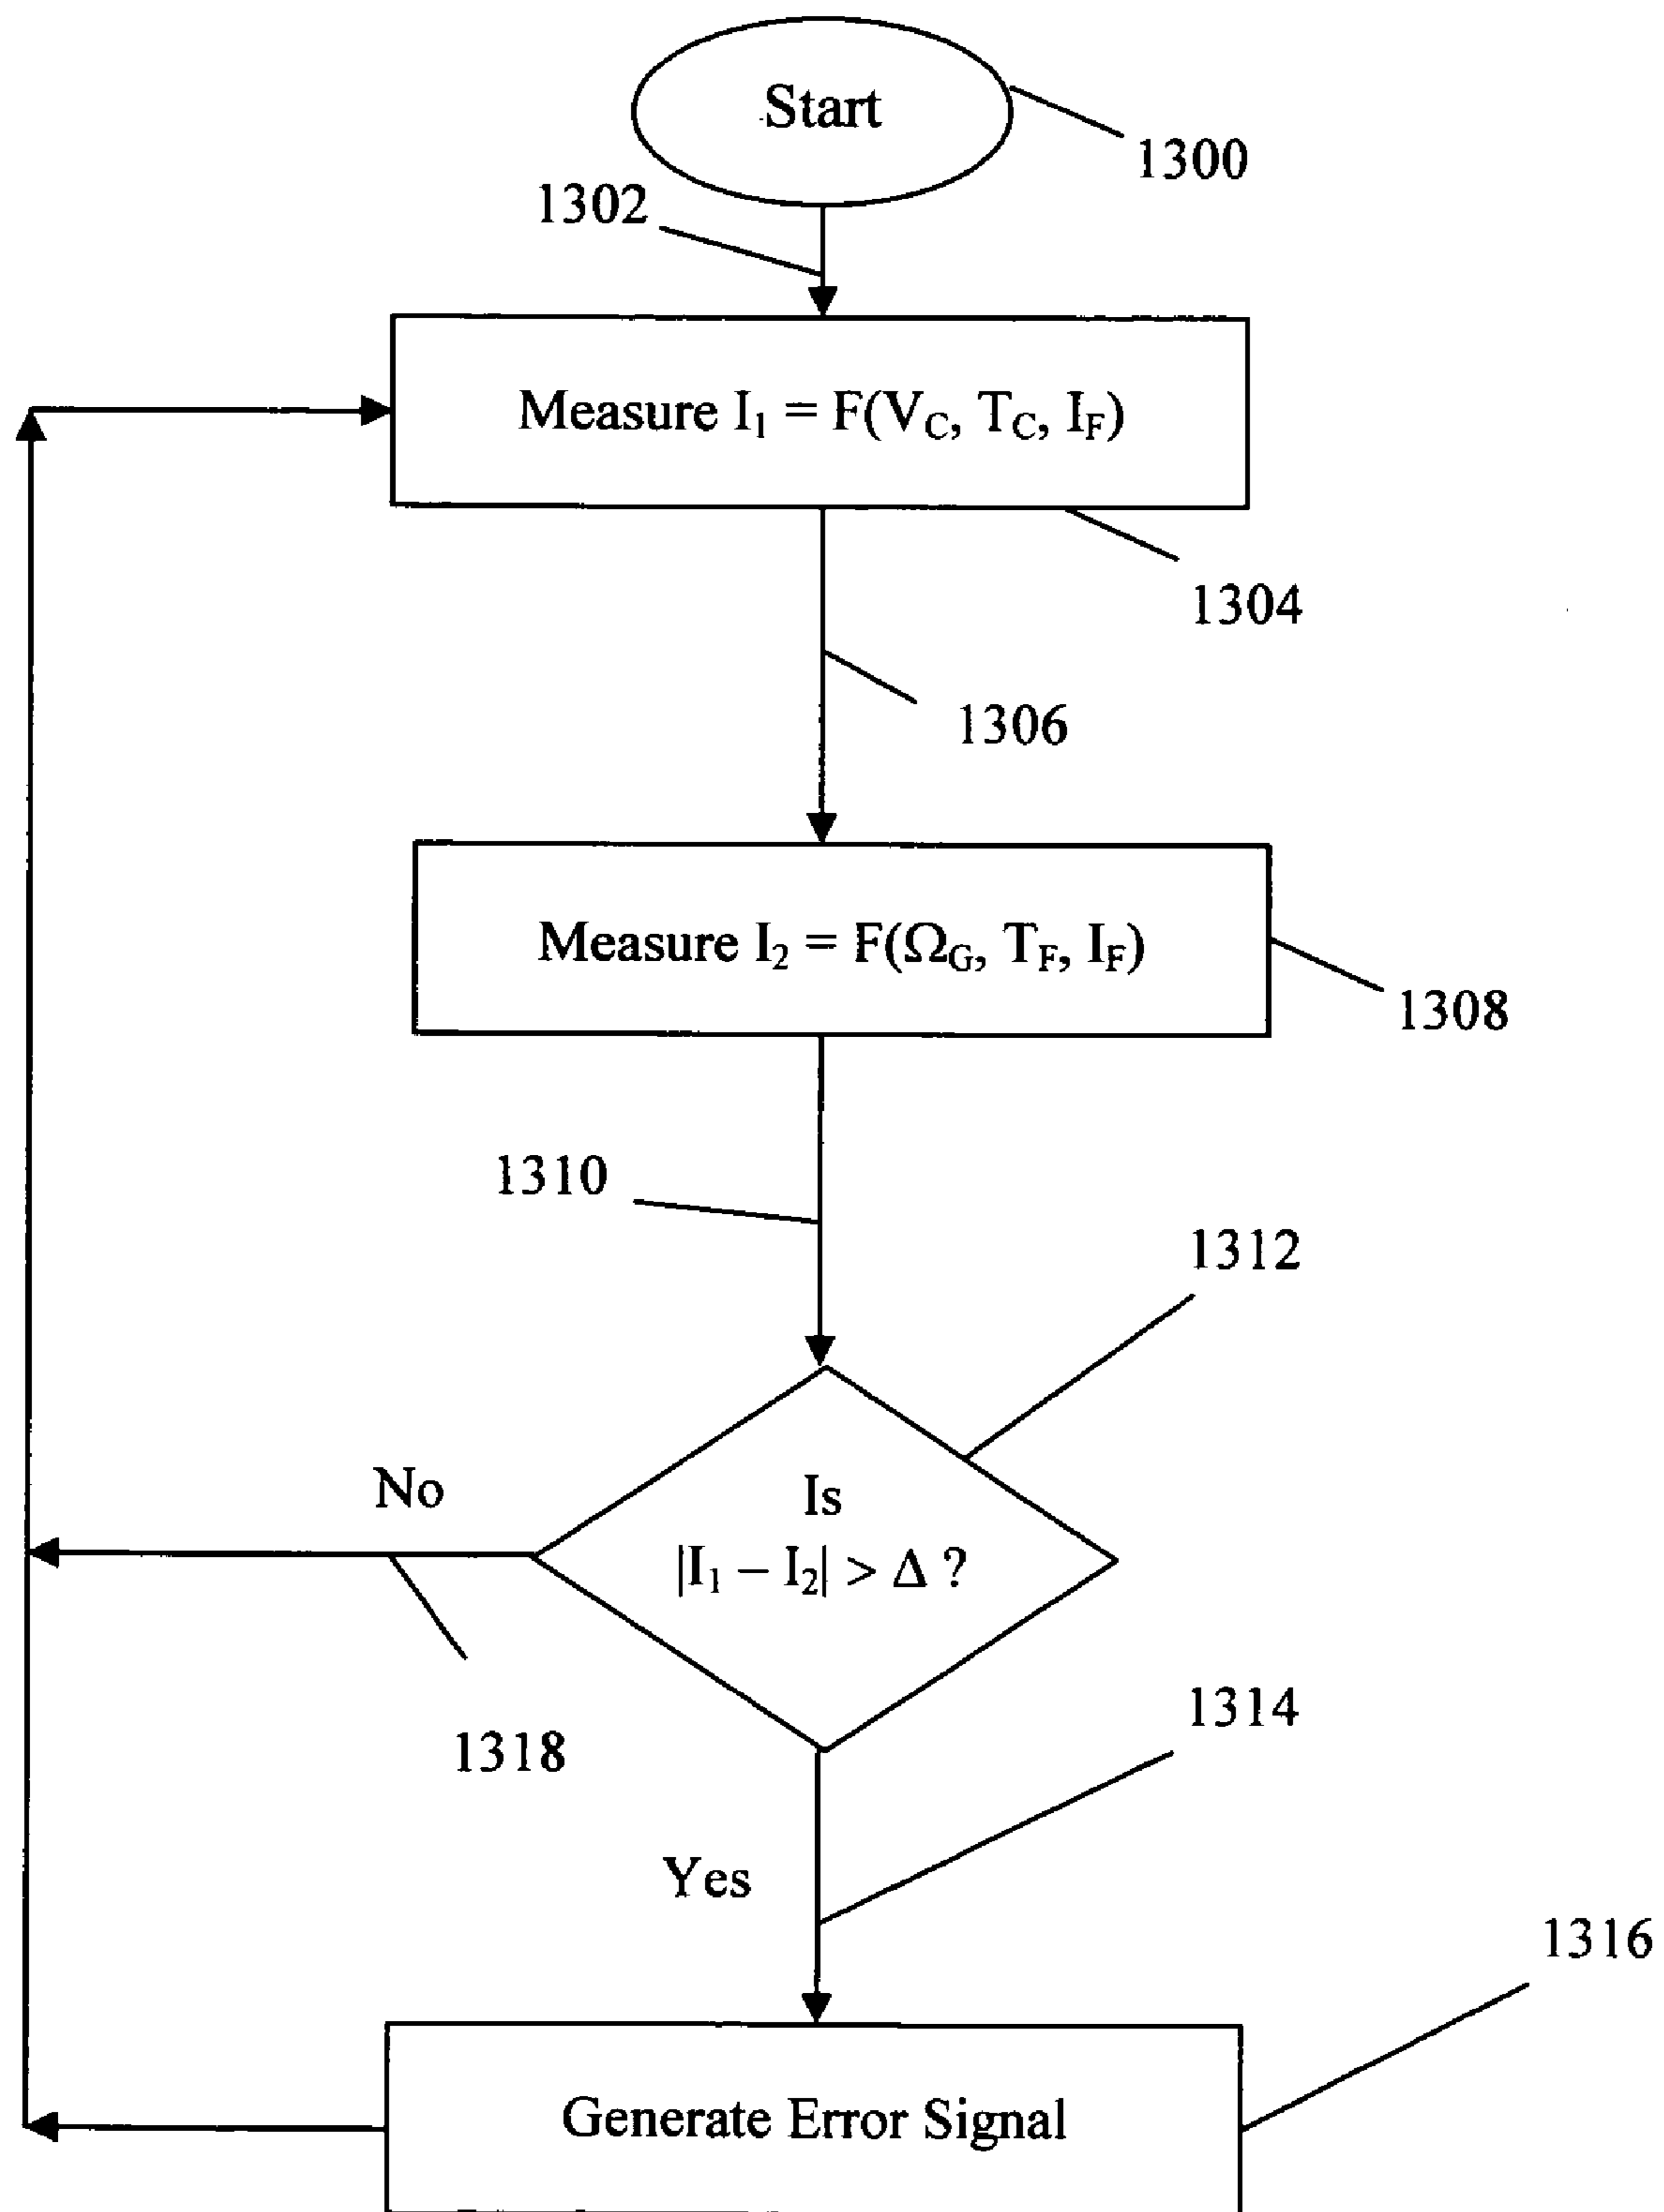 Start
1300
1302
Measure I₁ = F(V_C, T_C, I_F)
1304
1306
Measure I₂ = F(Ω_G, T_F, I_F)
1308
1310
1312
No
Is
|I₁ – I₂| > Δ ?
1318
1314
Yes
1316
Generate Error Signal